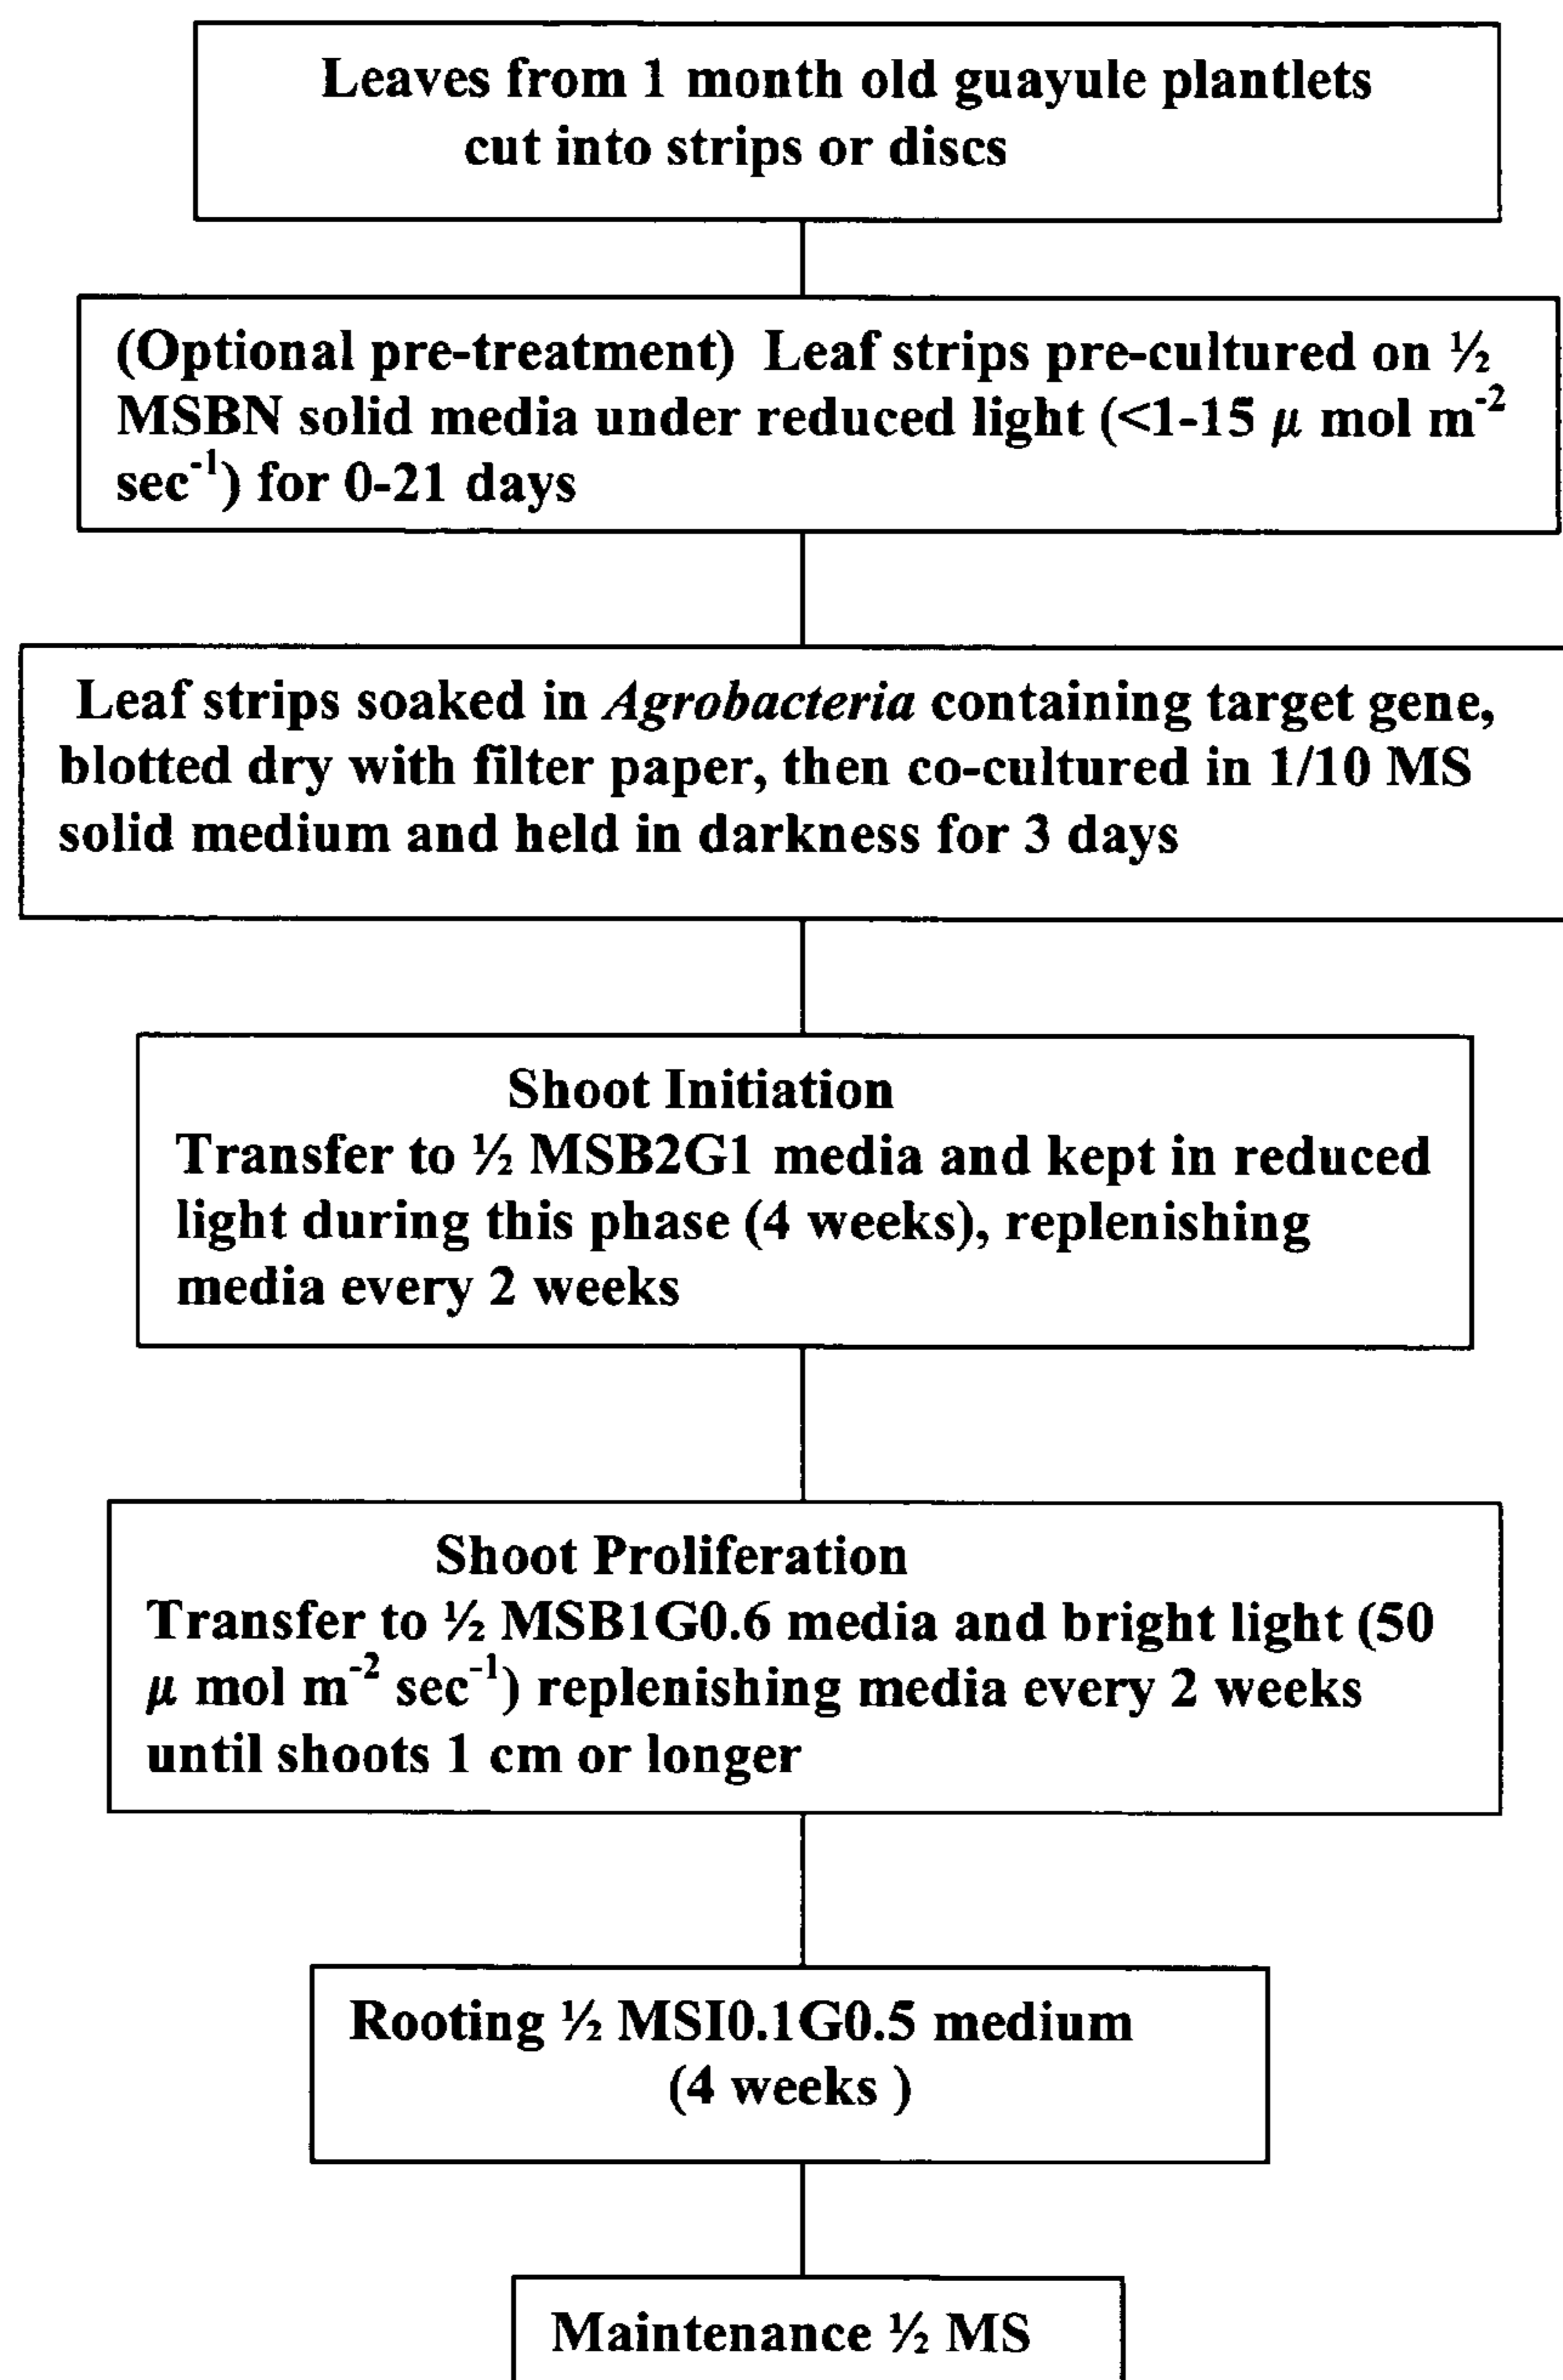 Leaves from 1 month old guayule plantlets
cut into strips or discs
(Optional pre-treatment) Leaf strips pre-cultured on ½
MSBN solid media under reduced light (<1-15 μ mol m⁻²
sec⁻¹) for 0-21 days
Leaf strips soaked in Agrobacteria containing target gene,
blotted dry with filter paper, then co-cultured in 1/10 MS
solid medium and held in darkness for 3 days
Shoot Initiation
Transfer to ½ MSB2G1 media and kept in reduced
light during this phase (4 weeks), replenishing
media every 2 weeks
Shoot Proliferation
Transfer to ½ MSB1G0.6 media and bright light (50
μ mol m⁻² sec⁻¹) replenishing media every 2 weeks
until shoots 1 cm or longer
Rooting ½ MSI0.1G0.5 medium
(4 weeks )
Maintenance ½ MS